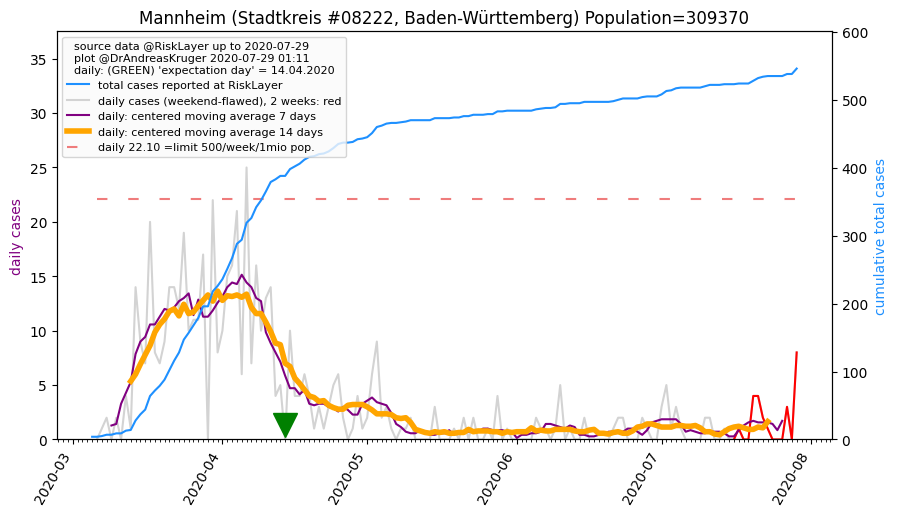 Mannheim (Stadtkreis #08222, Baden-Württemberg) Population=309370
source data @RiskLayer up to 2020-07-29
plot @DrAndreasKruger 2020-07-29 01:11
daily: (GREEN) 'expectation day' = 14.04.2020
total cases reported at RiskLayer
daily cases (weekend-flawed), 2 weeks: red
daily: centered moving average 7 days
daily: centered moving average 14 days
daily 22.10 =limit 500/week/1mio pop.
daily cases
35
30
25
20
15
10
5
0
cumulative total cases
600
500
400
300
200
100
0
2020-03
2020-04
2020-05
2020-06
2020-07
2020-08